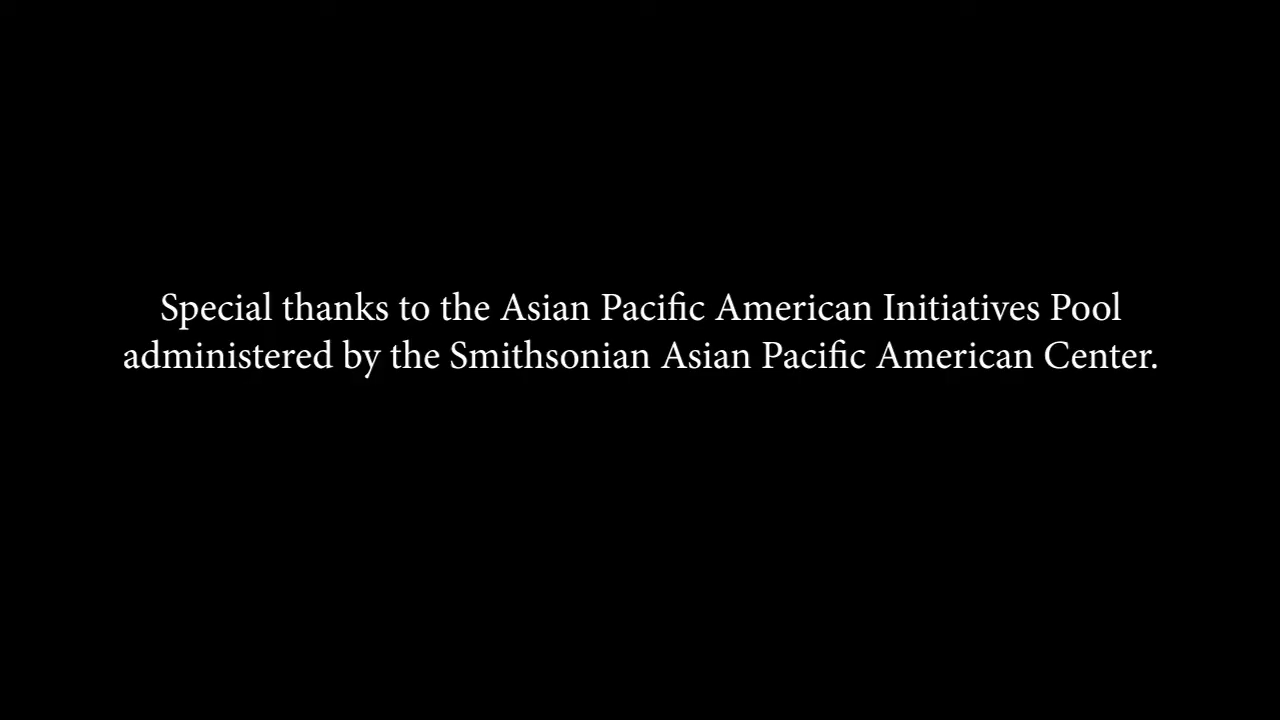 Special thanks to the Asian Pacific American Initiatives Pool
administered by the Smithsonian Asian Pacific American Center.